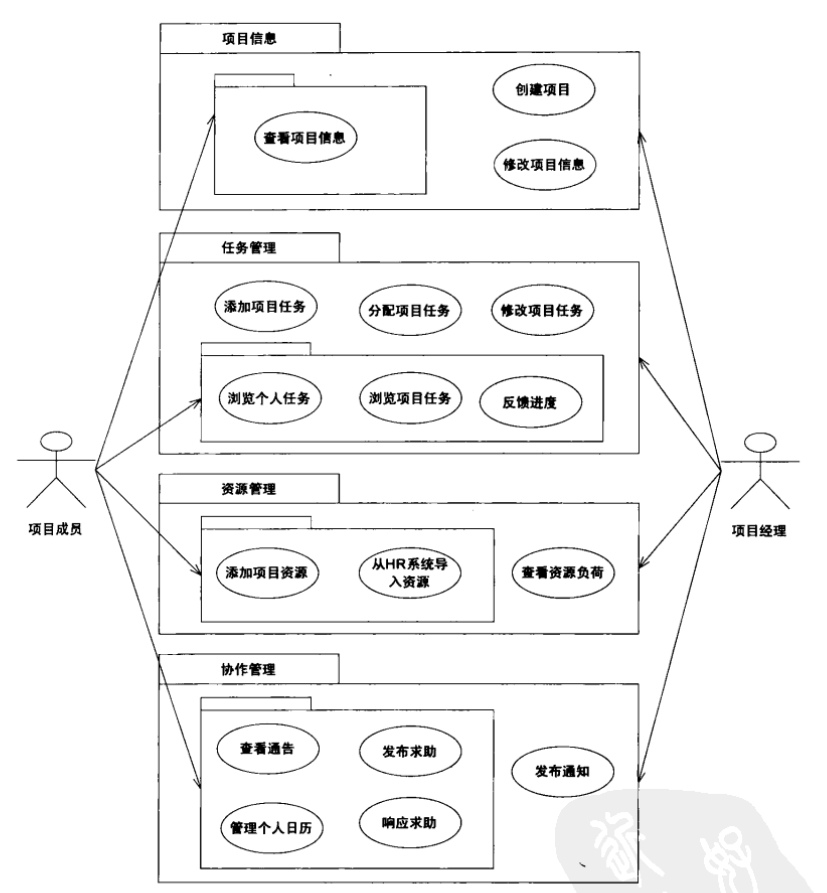 项目信息
创建项目
查看项目信息
修改项目信息
任务管理
添加项目任务
分配项目任务
修改项目任务
浏览个人任务
浏览项目任务
反馈进度
项目成员
项目经理
资源管理
添加项目资源
从HR系统导
入资源
查看资源负荷
协作管理
查看通告
发布求助
发布通知
管理个人日历
响应求助